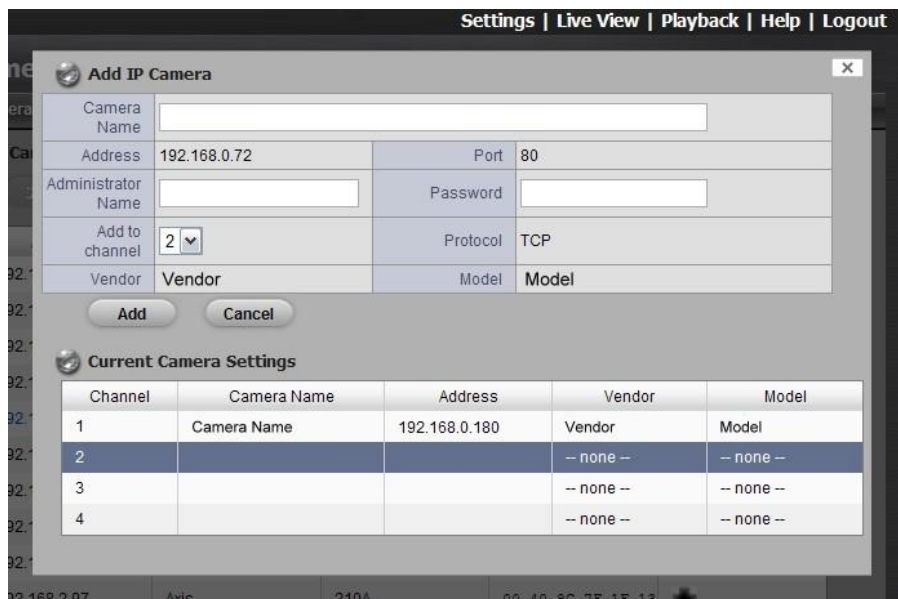 Settings | Live View | Playback | Help | Logout
Add IP Camera
Camera Name
Address 192.168.0.72 Port 80
Administrator Name Password
Add to channel 2 Protocol TCP
Vendor Vendor Model Model
Add Cancel
Current Camera Settings
Channel Camera Name Address Vendor Model
1 Camera Name 192.168.0.180 Vendor Model
2 -- none -- -- none --
3 -- none -- -- none --
4 -- none -- -- none --
Axis 210A